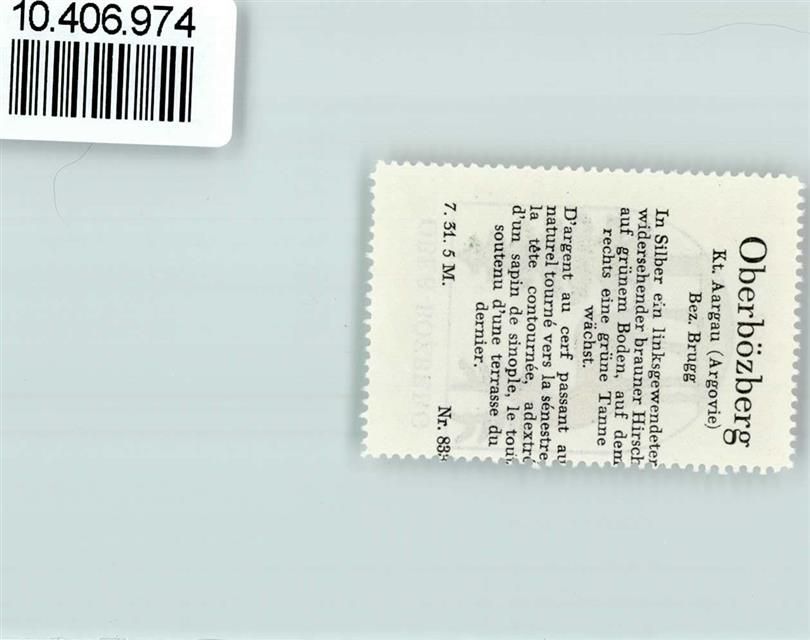 10.406.974
Oberbözberg
Kt. Aargau (Argovie)
Bez. Brugg
In Silber ein linksgewendeter
widersehender brauner Hirsch
auf grünem Boden, auf dem
rechts eine grüne Tanne
wächst.
D'argent au cerf passant au
naturel tourné vers la sénestre
la tête contournée, adextré
d'un sapin de sinople, le tout
soutenu d'une terrasse du
dernier.
7. 31. 5 M. Nr.